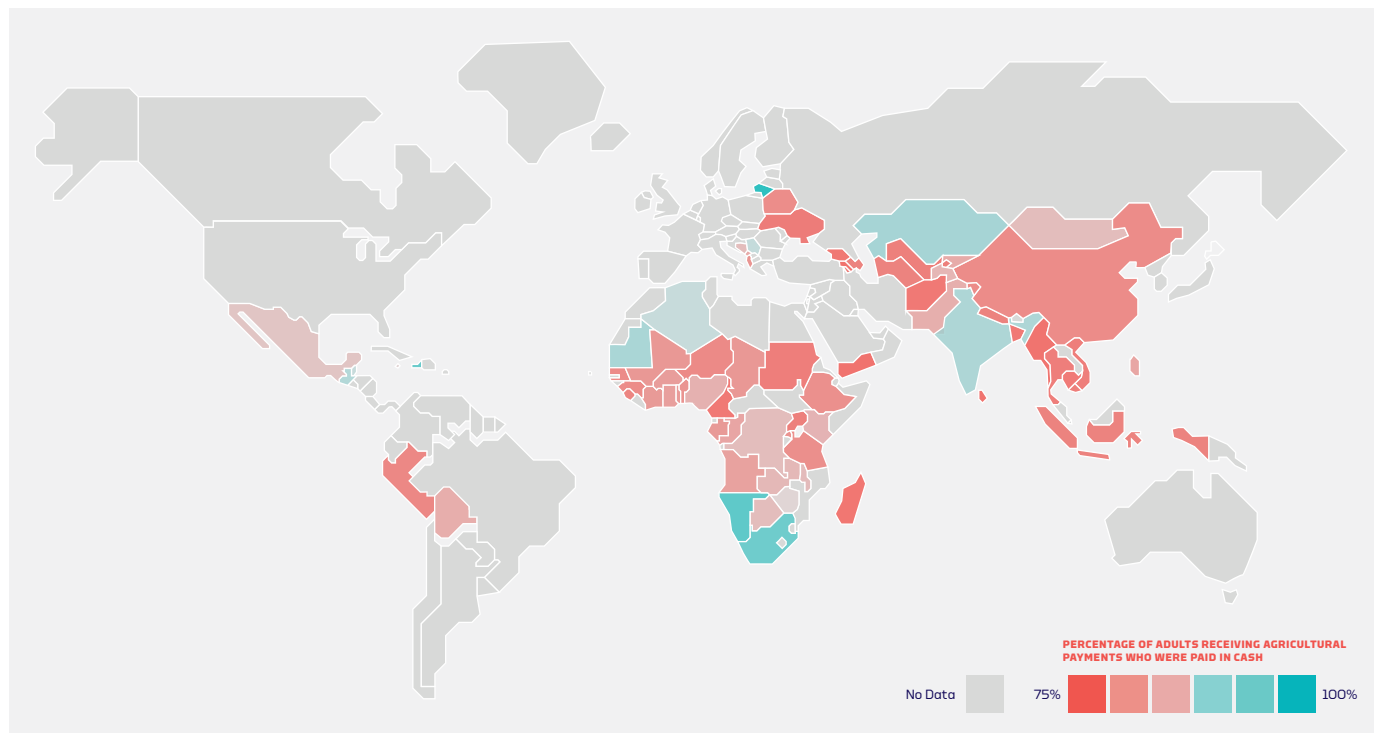 PERCENTAGE OF ADULTS RECEIVING AGRICULTURAL
PAYMENTS WHO WERE PAID IN CASH
No Data
75%
100%